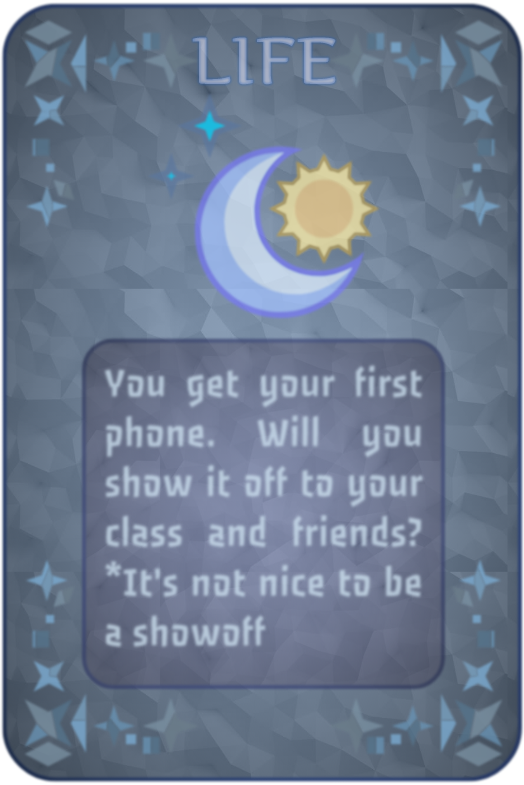 LIFE
You get your first
phone. Will you
show it off to your
class and friends?
*It's not nice to be
a showoff